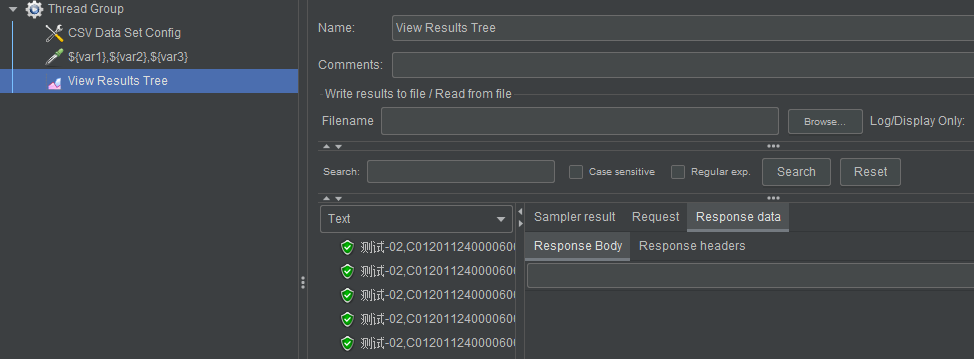 Thread Group
CSV Data Set Config
${var1},${var2},${var3}
View Results Tree
Name: View Results Tree
Comments:
Write results to file / Read from file
Filename Browse... Log/Display Only:
Search: Case sensitive Regular exp. Search Reset
Text
Sampler result Request Response data
Response Body Response headers
测试-02,C01201124000060
测试-02,C01201124000060
测试-02,C01201124000060
测试-02,C01201124000060
测试-02,C01201124000060